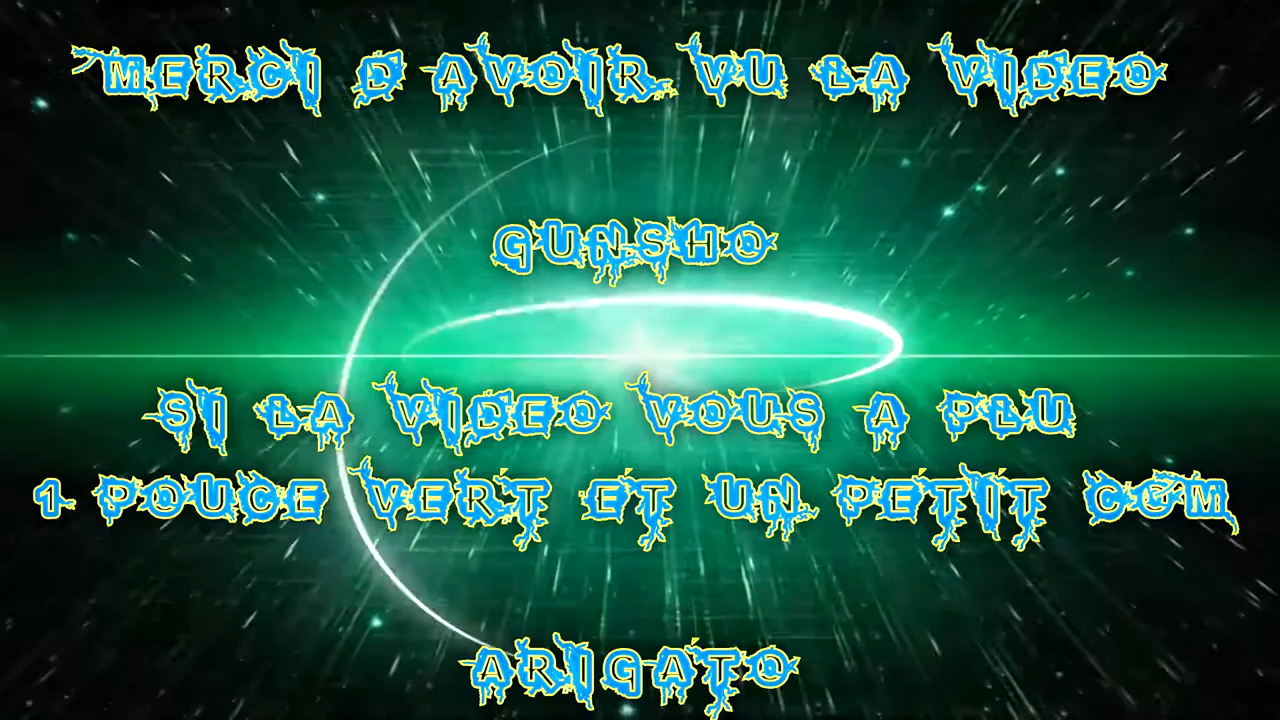 MERCI D AVOIR VU LA VIDEO
GUNSHO
SI LA VIDEO VOUS A PLU
1 POUCE VERT ET UN PETIT COM
ARIGATO